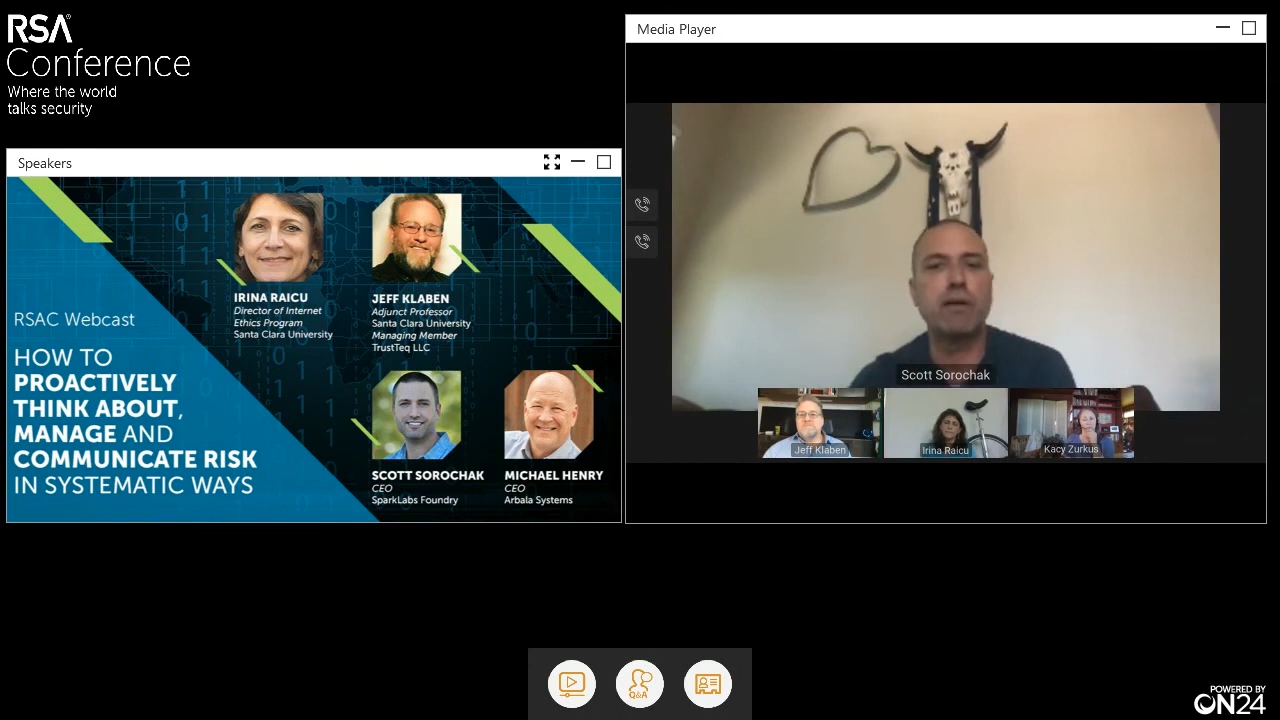 RSA
Conference
Where the world
talks security
Speakers
RSAC Webcast
HOW TO
PROACTIVELY
THINK ABOUT,
MANAGE AND
COMMUNICATE RISK
IN SYSTEMATIC WAYS
IRINA RAICU
Director of Internet
Ethics Program
Santa Clara University
JEFF KLABEN
Adjunct Professor
Santa Clara University
Managing Member
TrustTeq LLC
SCOTT SOROCHAK
CEO
SparkLabs Foundry
MICHAEL HENRY
CEO
Arbala Systems
Media Player
Scott Sorochak
Jeff Klaben
Irina Raicu
Kacy Zurkus
Q&A
POWERED BY
ON24